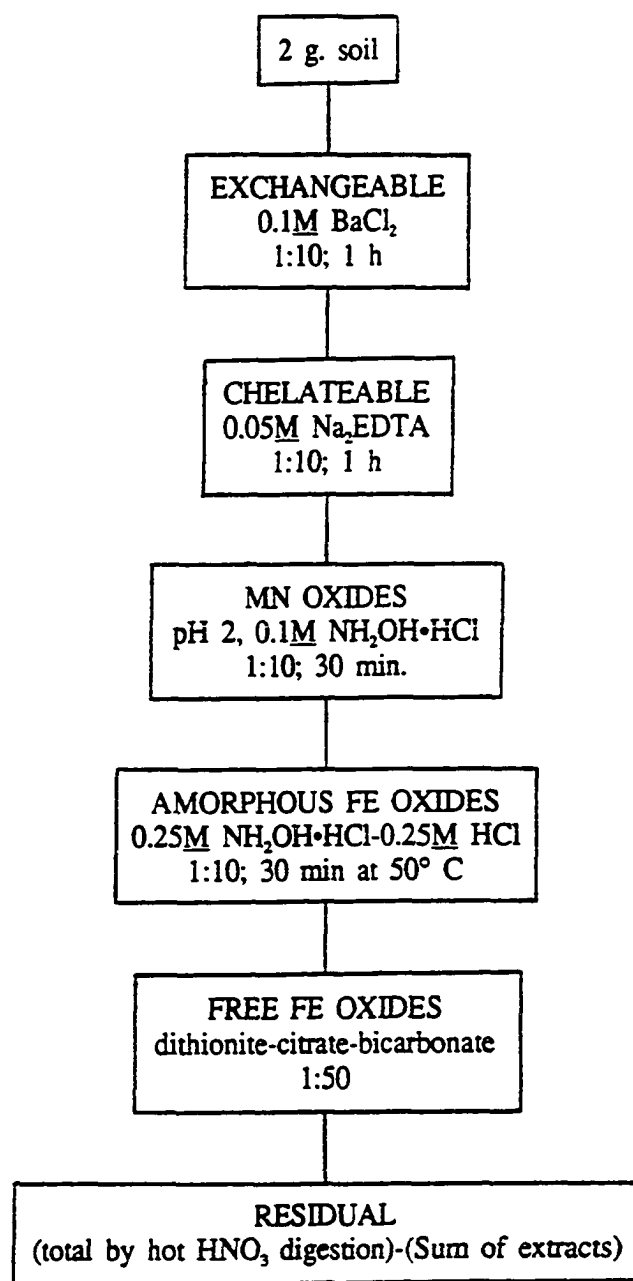 2 g. soil
EXCHANGEABLE
0.1M BaCl₂
1:10; 1 h
CHELATEABLE
0.05M Na₂EDTA
1:10; 1 h
MN OXIDES
pH 2, 0.1M NH₂OH•HCl
1:10; 30 min.
AMORPHOUS FE OXIDES
0.25M NH₂OH•HCl-0.25M HCl
1:10; 30 min at 50° C
FREE FE OXIDES
dithionite-citrate-bicarbonate
1:50
RESIDUAL
(total by hot HNO₃ digestion)-(Sum of extracts)